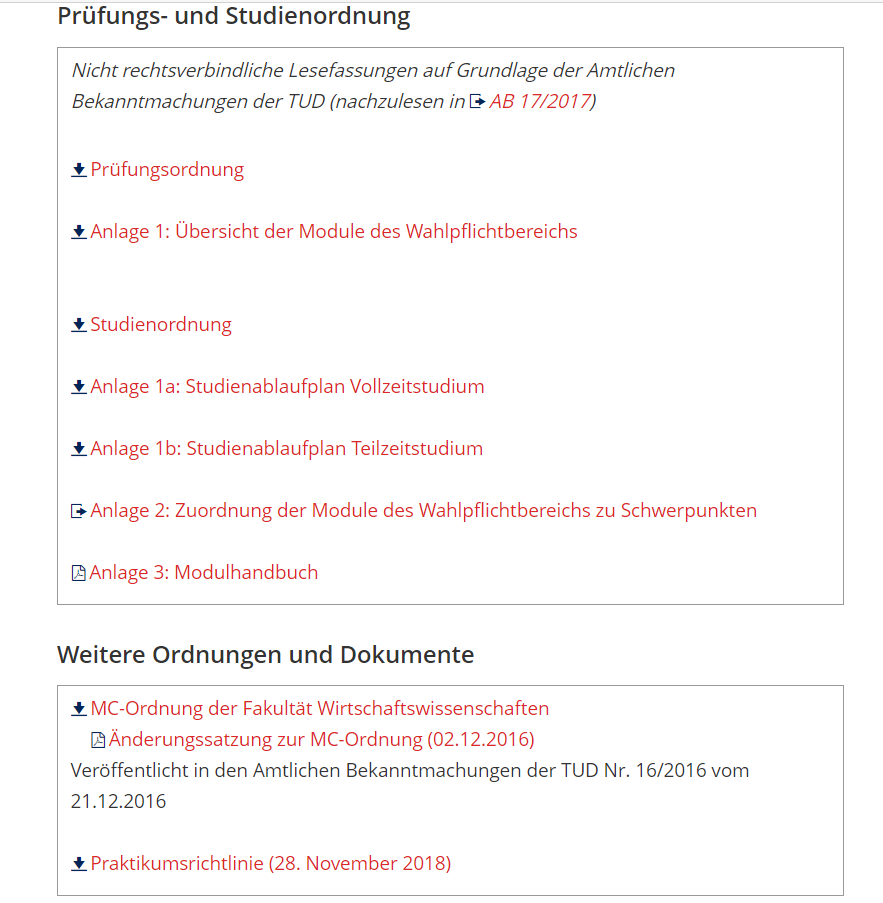 Prüfungs- und Studienordnung
Nicht rechtsverbindliche Lesefassungen auf Grundlage der Amtlichen
Bekanntmachungen der TUD (nachzulesen in AB 17/2017)
Prüfungsordnung
Anlage 1: Übersicht der Module des Wahlpflichtbereichs
Studienordnung
Anlage 1a: Studienablaufplan Vollzeitstudium
Anlage 1b: Studienablaufplan Teilzeitstudium
Anlage 2: Zuordnung der Module des Wahlpflichtbereichs zu Schwerpunkten
Anlage 3: Modulhandbuch
Weitere Ordnungen und Dokumente
MC-Ordnung der Fakultät Wirtschaftswissenschaften
Änderungssatzung zur MC-Ordnung (02.12.2016)
Veröffentlicht in den Amtlichen Bekanntmachungen der TUD Nr. 16/2016 vom
21.12.2016
Praktikumsrichtlinie (28. November 2018)